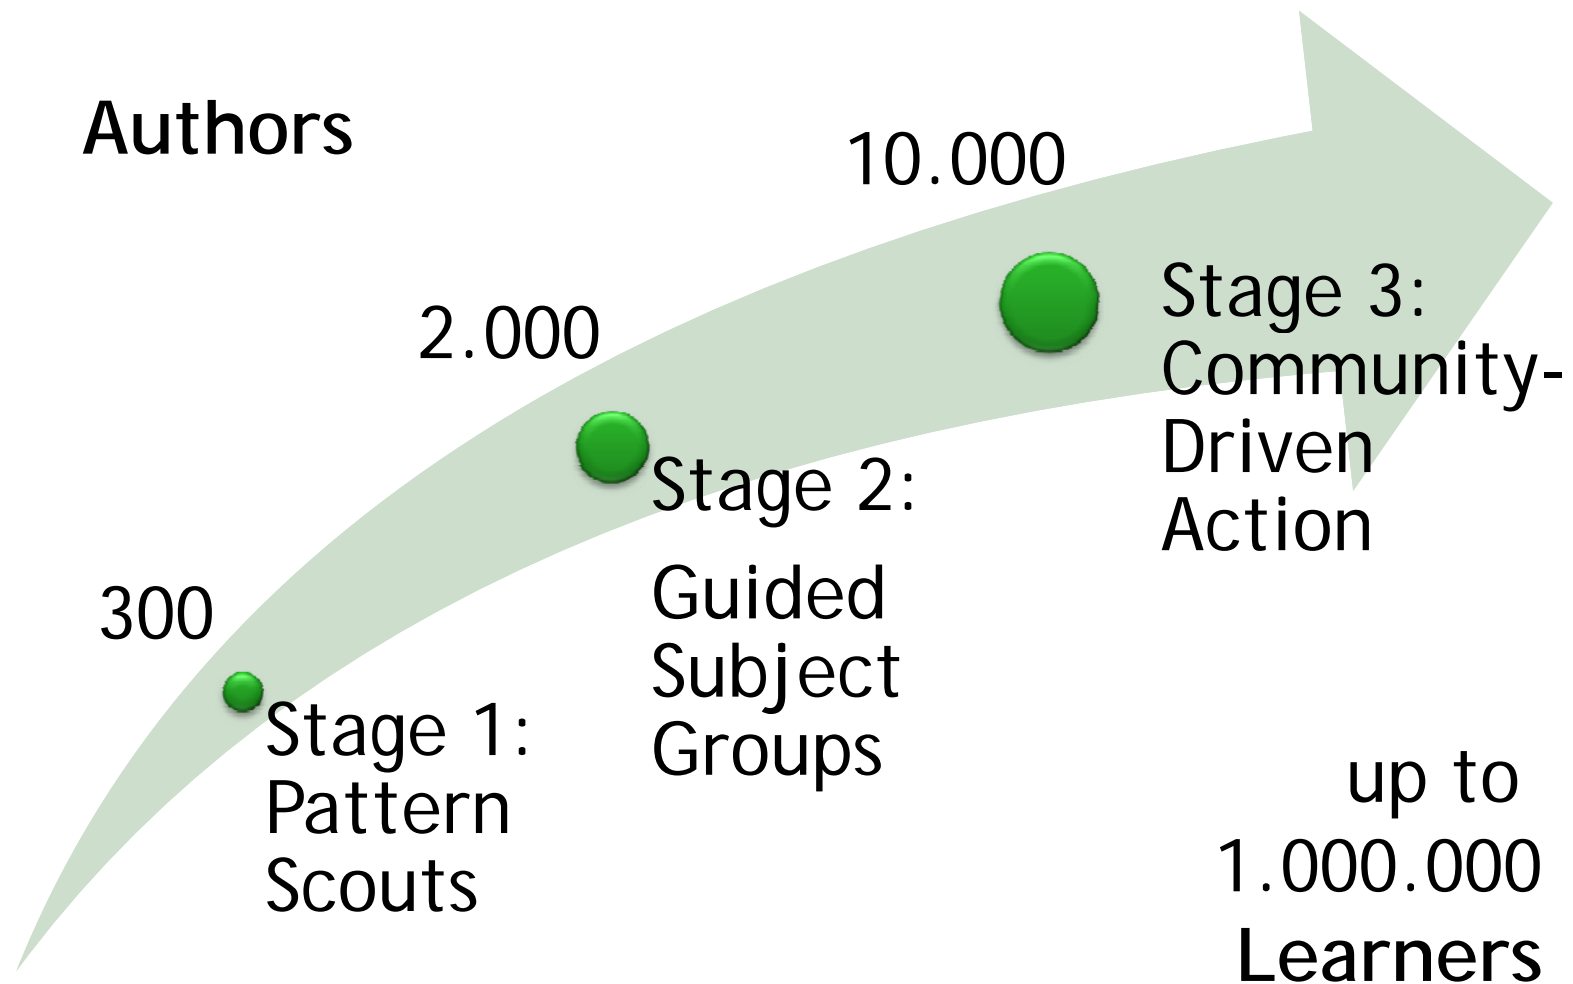 Authors
300
Stage 1:
Pattern
Scouts
2.000
Stage 2:
Guided
Subject
Groups
10.000
Stage 3:
Community-
Driven
Action
up to
1.000.000
Learners